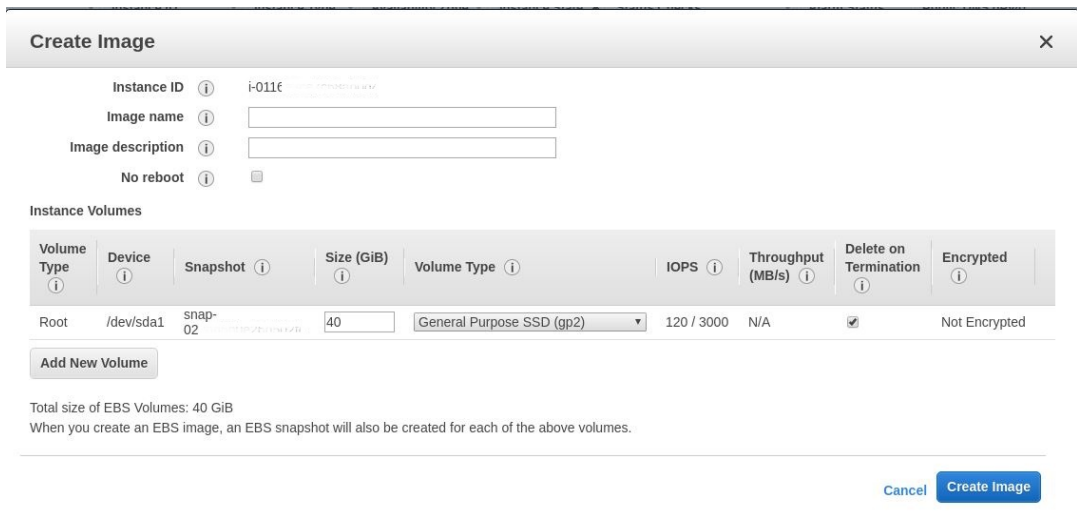 Create Image ×
Instance ID i i-0116
Image name i
Image description i
No reboot i
Instance Volumes
Volume Type i Device i Snapshot i Size (GiB) i Volume Type i IOPS i Throughput (MB/s) i Delete on Termination i Encrypted i
Root /dev/sda1 snap-02 40 General Purpose SSD (gp2) 120 / 3000 N/A Not Encrypted
Add New Volume
Total size of EBS Volumes: 40 GiB
When you create an EBS image, an EBS snapshot will also be created for each of the above volumes.
Cancel Create Image